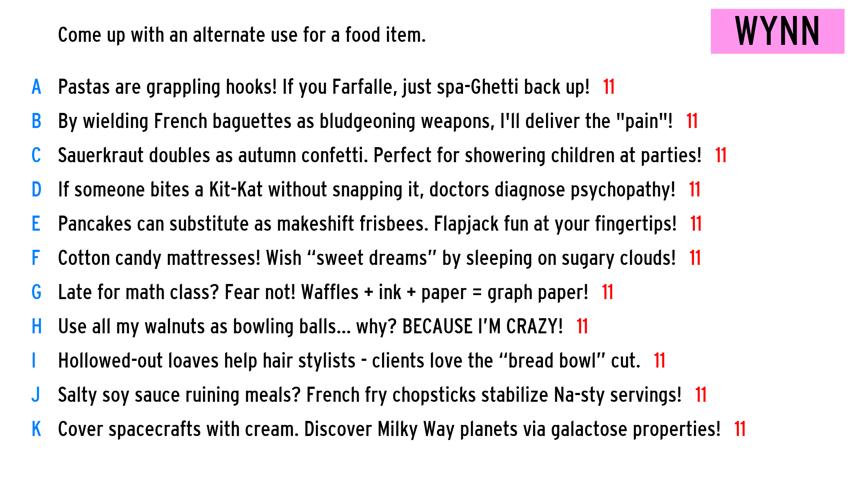 Come up with an alternate use for a food item.
WYNN
A Pastas are grappling hooks! If you Farfalle, just spa-Ghetti back up! 11
B By wielding French baguettes as bludgeoning weapons, I'll deliver the "pain"! 11
C Sauerkraut doubles as autumn confetti. Perfect for showering children at parties! 11
D If someone bites a Kit-Kat without snapping it, doctors diagnose psychopathy! 11
E Pancakes can substitute as makeshift frisbees. Flapjack fun at your fingertips! 11
F Cotton candy mattresses! Wish “sweet dreams” by sleeping on sugary clouds! 11
G Late for math class? Fear not! Waffles + ink + paper = graph paper! 11
H Use all my walnuts as bowling balls... why? BECAUSE I'M CRAZY! 11
I Hollowed-out loaves help hair stylists - clients love the “bread bowl” cut. 11
J Salty soy sauce ruining meals? French fry chopsticks stabilize Na-sty servings! 11
K Cover spacecrafts with cream. Discover Milky Way planets via galactose properties! 11